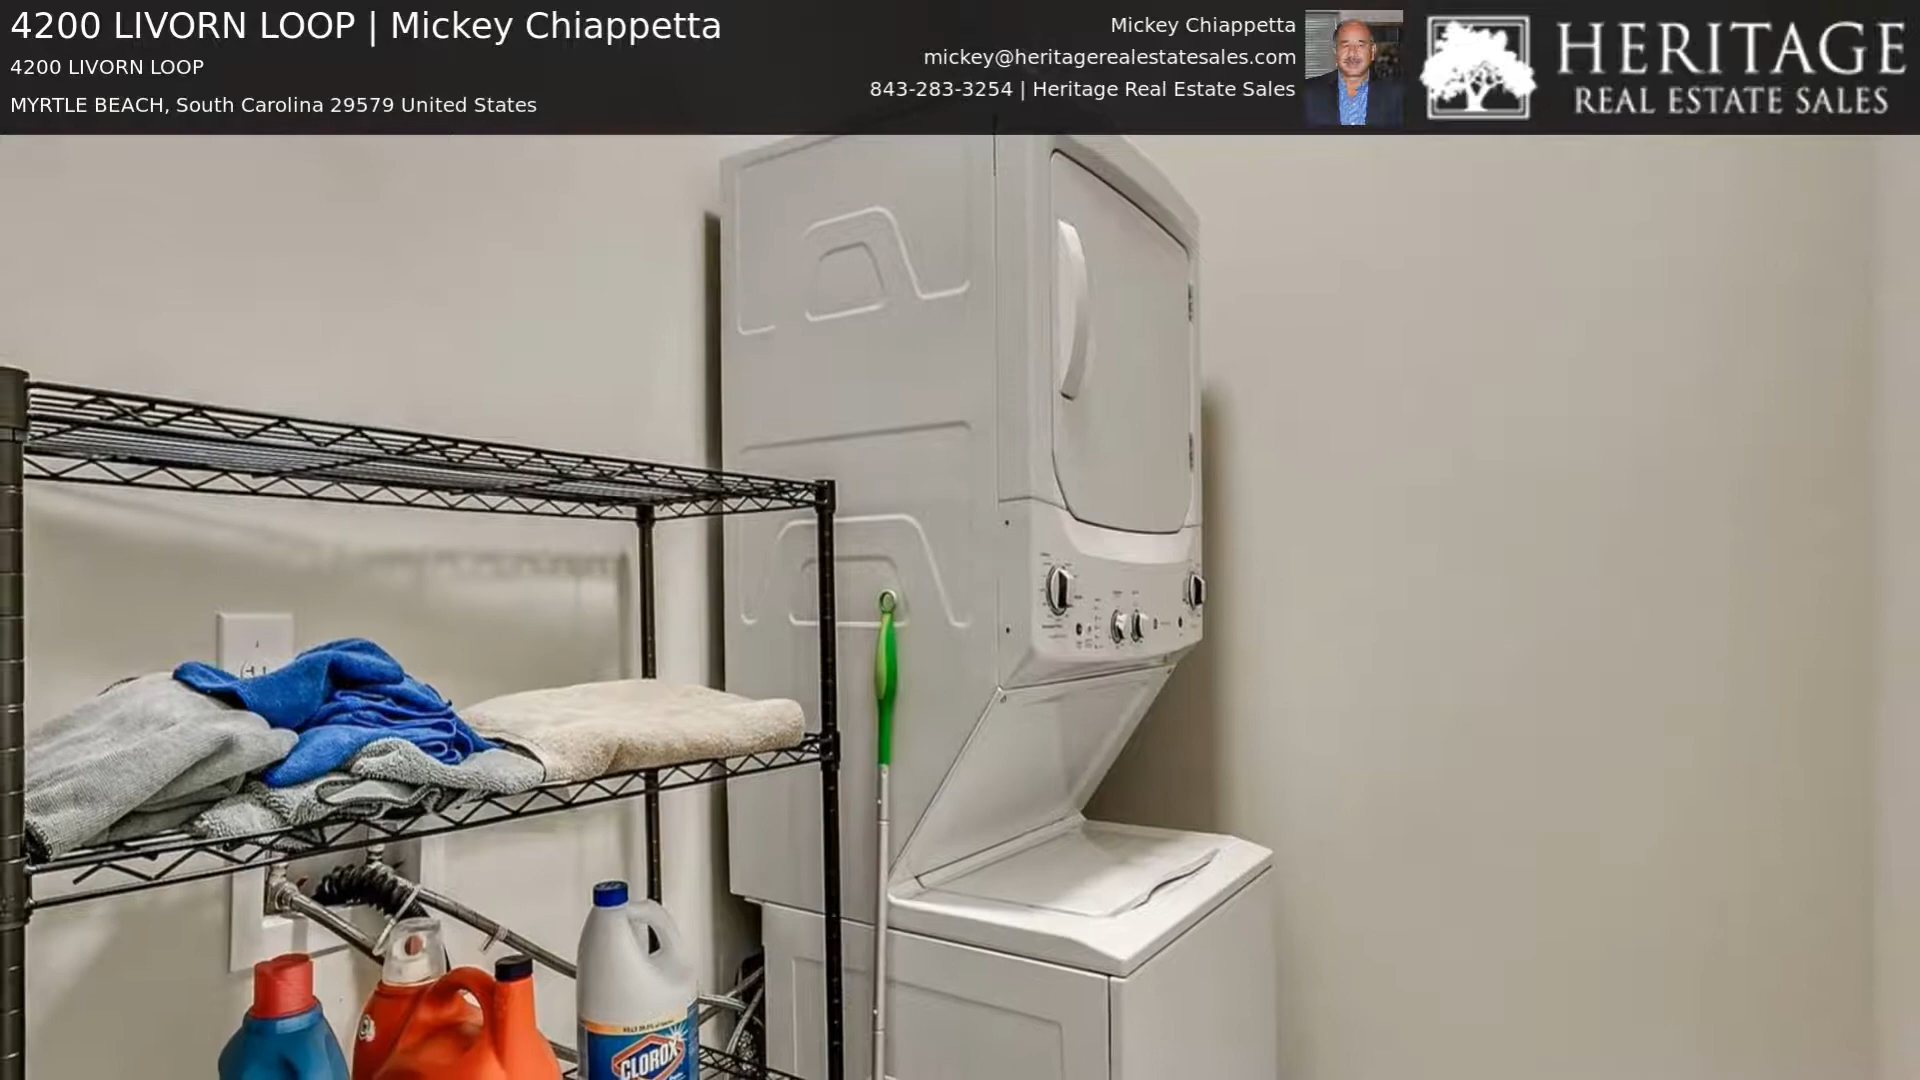 4200 LIVORN LOOP | Mickey Chiappetta
4200 LIVORN LOOP
MYRTLE BEACH, South Carolina 29579 United States
Mickey Chiappetta
mickey@heritagerealestatesales.com
843-283-3254 | Heritage Real Estate Sales
HERITAGE
REAL ESTATE SALES
CLOROX